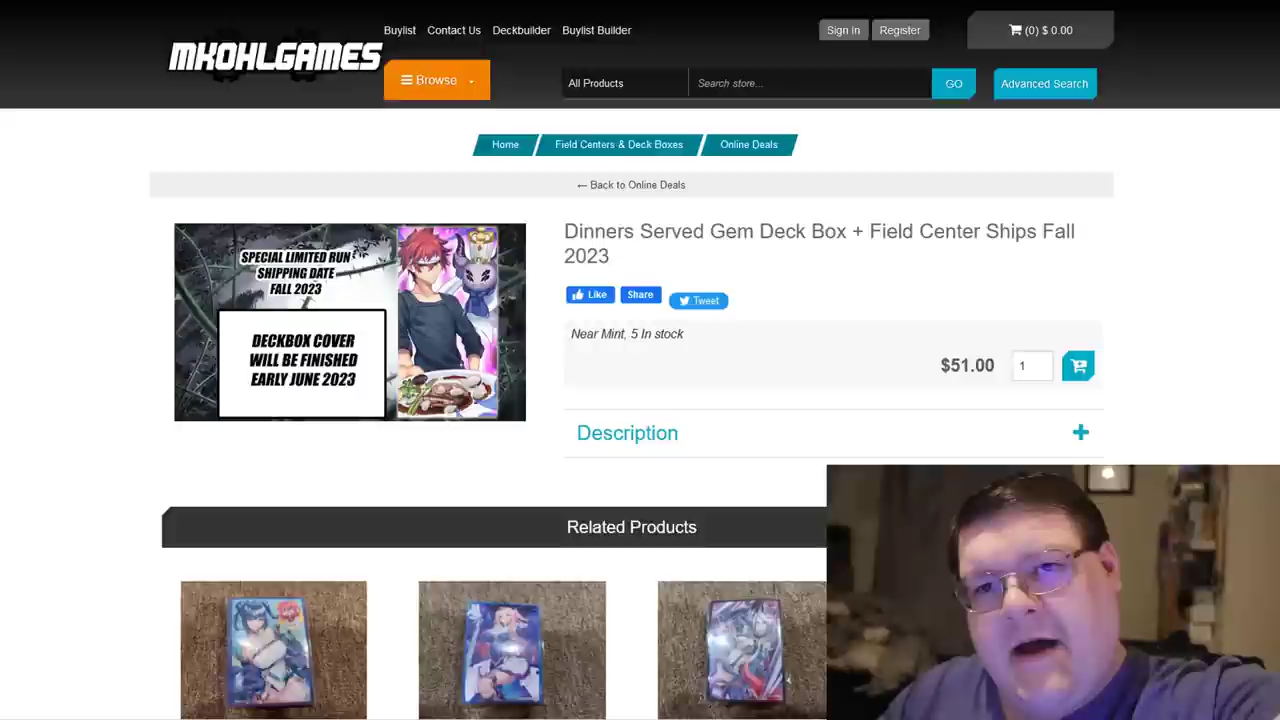 Buylist Contact Us Deckbuilder Buylist Builder
Sign In Register
(0) $ 0.00
MKOHLGAMES
Browse
All Products Search store... GO Advanced Search
Home Field Centers & Deck Boxes Online Deals
← Back to Online Deals
SPECIAL LIMITED RUN
SHIPPING DATE
FALL 2023
DECKBOX COVER
WILL BE FINISHED
EARLY JUNE 2023
Dinners Served Gem Deck Box + Field Center Ships Fall
2023
Like Share Tweet
Near Mint, 5 In stock
$51.00 1
Description
Related Products